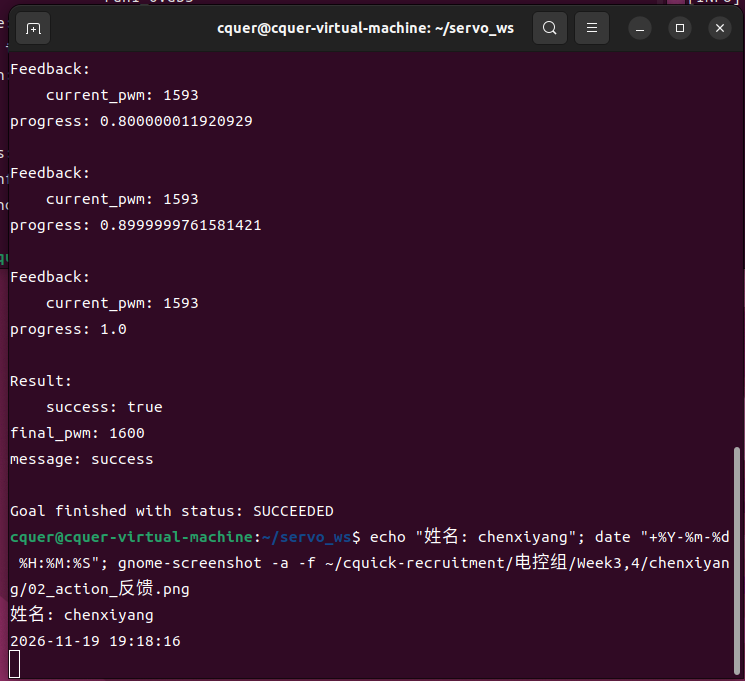 cquer@cquer-virtual-machine: ~/servo_ws
Feedback:
    current_pwm: 1593
progress: 0.800000011920929
Feedback:
    current_pwm: 1593
progress: 0.8999999761581421
Feedback:
    current_pwm: 1593
progress: 1.0
Result:
    success: true
final_pwm: 1600
message: success
Goal finished with status: SUCCEEDED
cquer@cquer-virtual-machine:~/servo_ws$ echo "姓名: chenxiyang"; date "+%Y-%m-%d
 %H:%M:%S"; gnome-screenshot -a -f ~/cquick-recruitment/电控组/Week3,4/chenxiyan
g/02_action_反馈.png
姓名: chenxiyang
2026-11-19 19:18:16